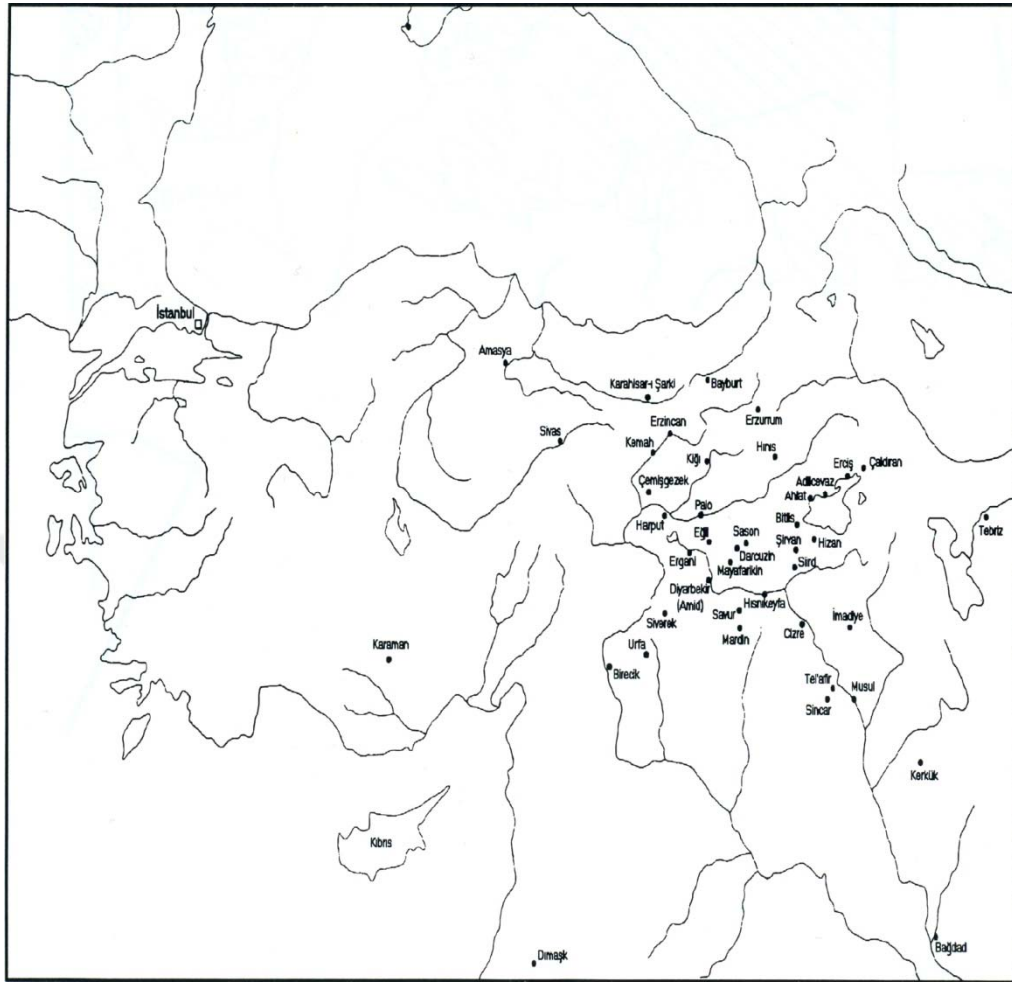 İstanbul
Amasya
Bayburt
Karahisar-ı Şarki
Erzurrum
Erzincan
Sivas
Kemah
Hınıs
Kiğı
Erciş
Çaldıran
Çemişgezek
Adilcevaz
Ahlat
Palo
Harput
Bitlis
Tebriz
Eğil
Sason
Şirvan
Hizan
Darcuzin
Ergani
Mayafarikin
Siird
Diyarbekir
(Amid)
Hısnıkeyfa
Savur
Siverek
Mardin
Cizre
İmadiye
Urfa
Karaman
Birecik
Tel'afir
Musul
Sincar
Kerkük
Kıbrıs
Bağdad
Dımaşk